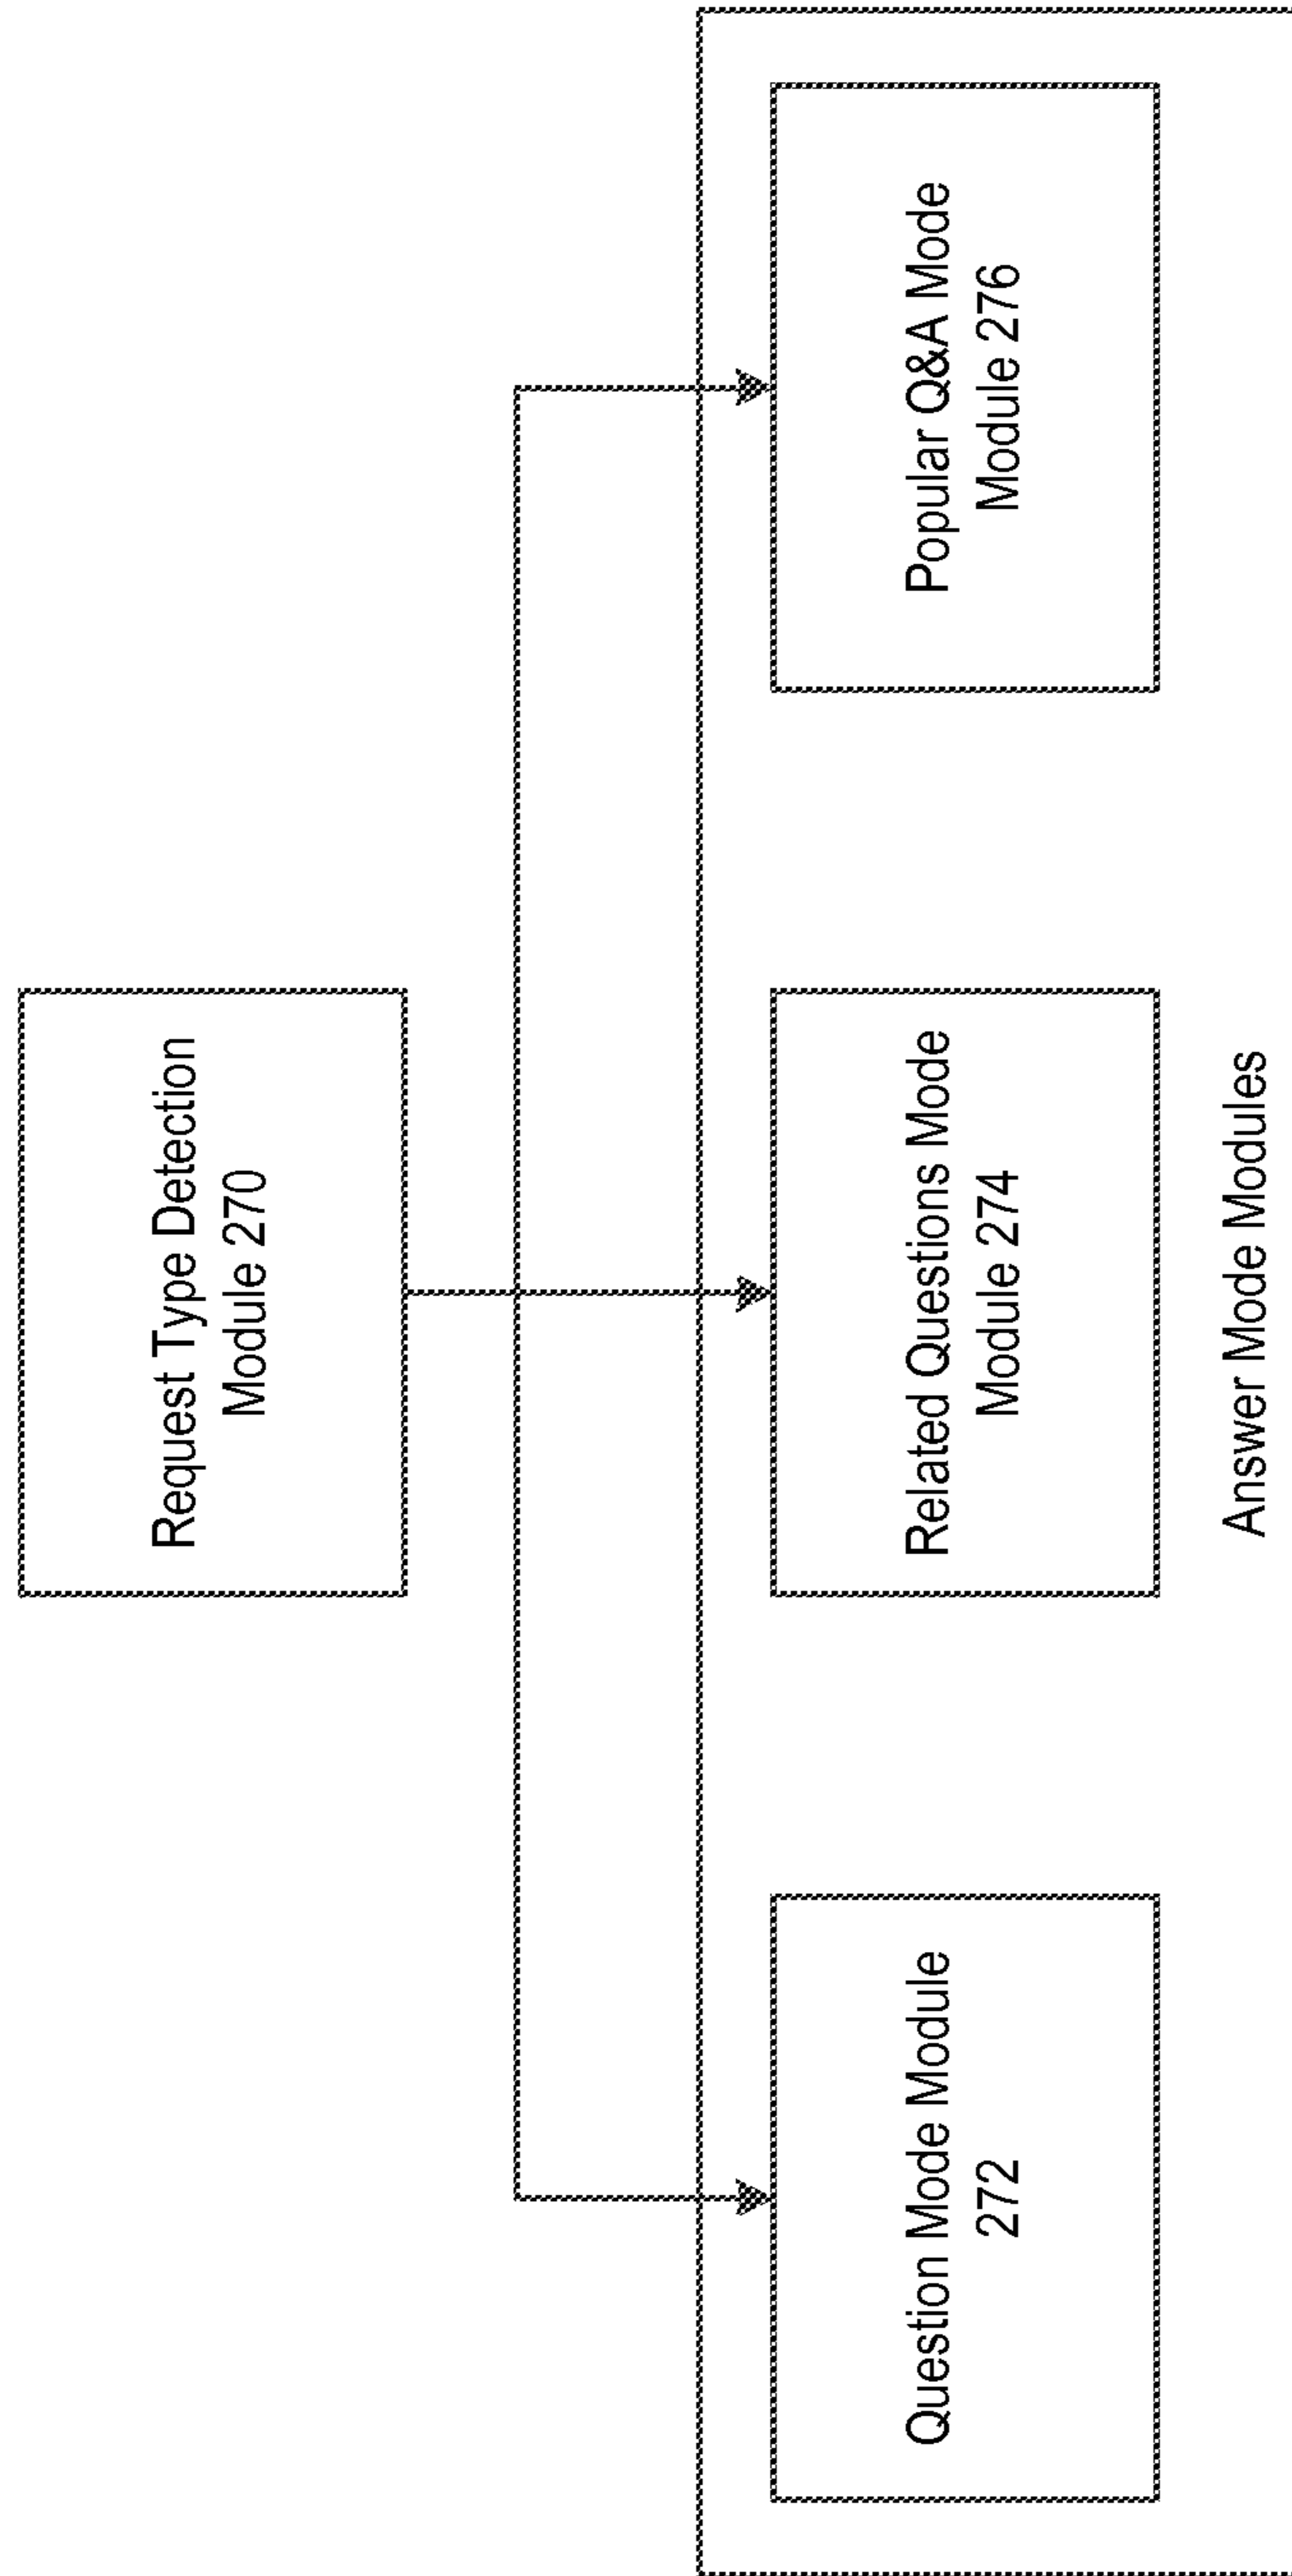 Request Type Detection
Module 270
Question Mode Module
272
Related Questions Mode
Module 274
Popular Q&A Mode
Module 276
Answer Mode Modules